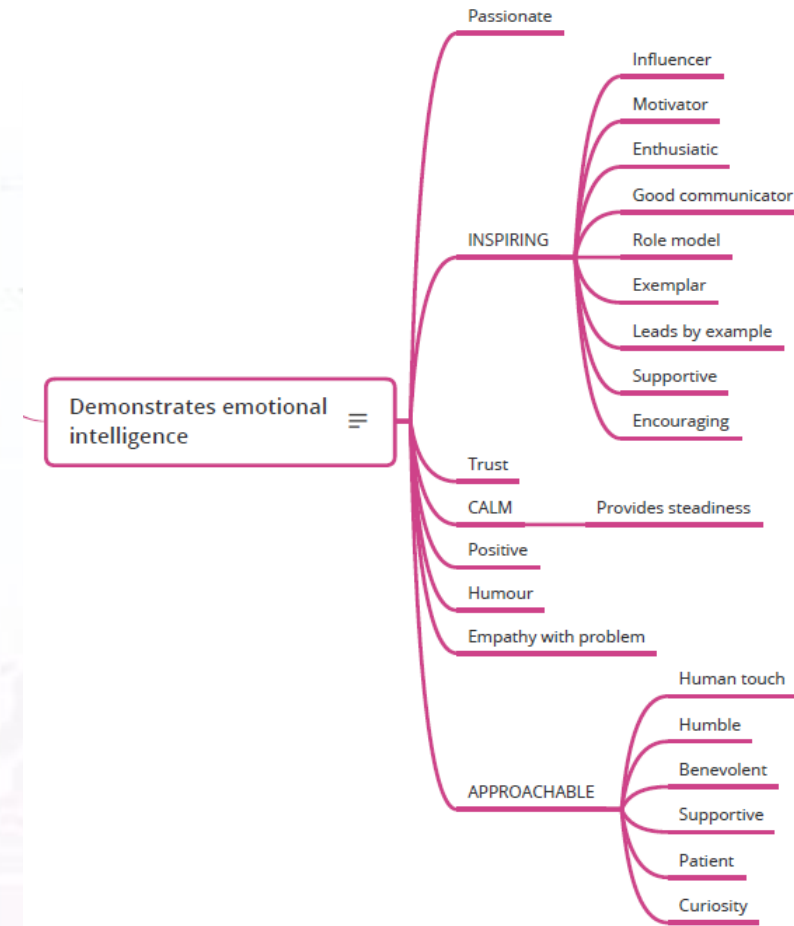 Passionate
Influencer
Motivator
Enthusiatic
Good communicator
INSPIRING
Role model
Exemplar
Leads by example
Supportive
Encouraging
Demonstrates emotional
intelligence
Trust
CALM
Provides steadiness
Positive
Humour
Empathy with problem
Human touch
Humble
Benevolent
APPROACHABLE
Supportive
Patient
Curiosity